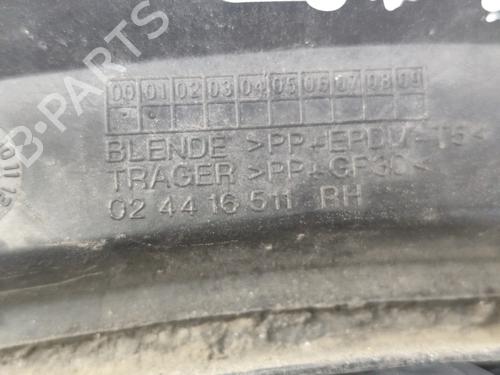 00 01 02 03 04 05 06 07 08 09
BLENDE >PP+EPDM-T5<
TRAGER >PP+GF30<
02 44 16 511 RH